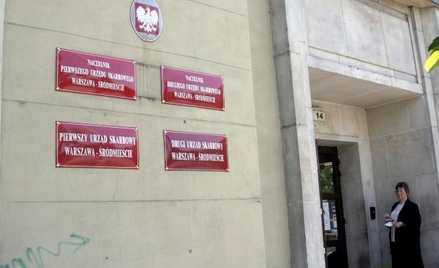 NACZELNIK
PIERWSZEGO URZĘDU SKARBOWEGO
WARSZAWA - ŚRÓDMIEŚCIE
NACZELNIK
DRUGIEGO URZĘDU SKARBOWEGO
WARSZAWA - ŚRÓDMIEŚCIE
PIERWSZY URZĄD SKARBOWY
WARSZAWA - ŚRÓDMIEŚCIE
DRUGI URZĄD SKARBOWY
WARSZAWA - ŚRÓDMIEŚCIE
14